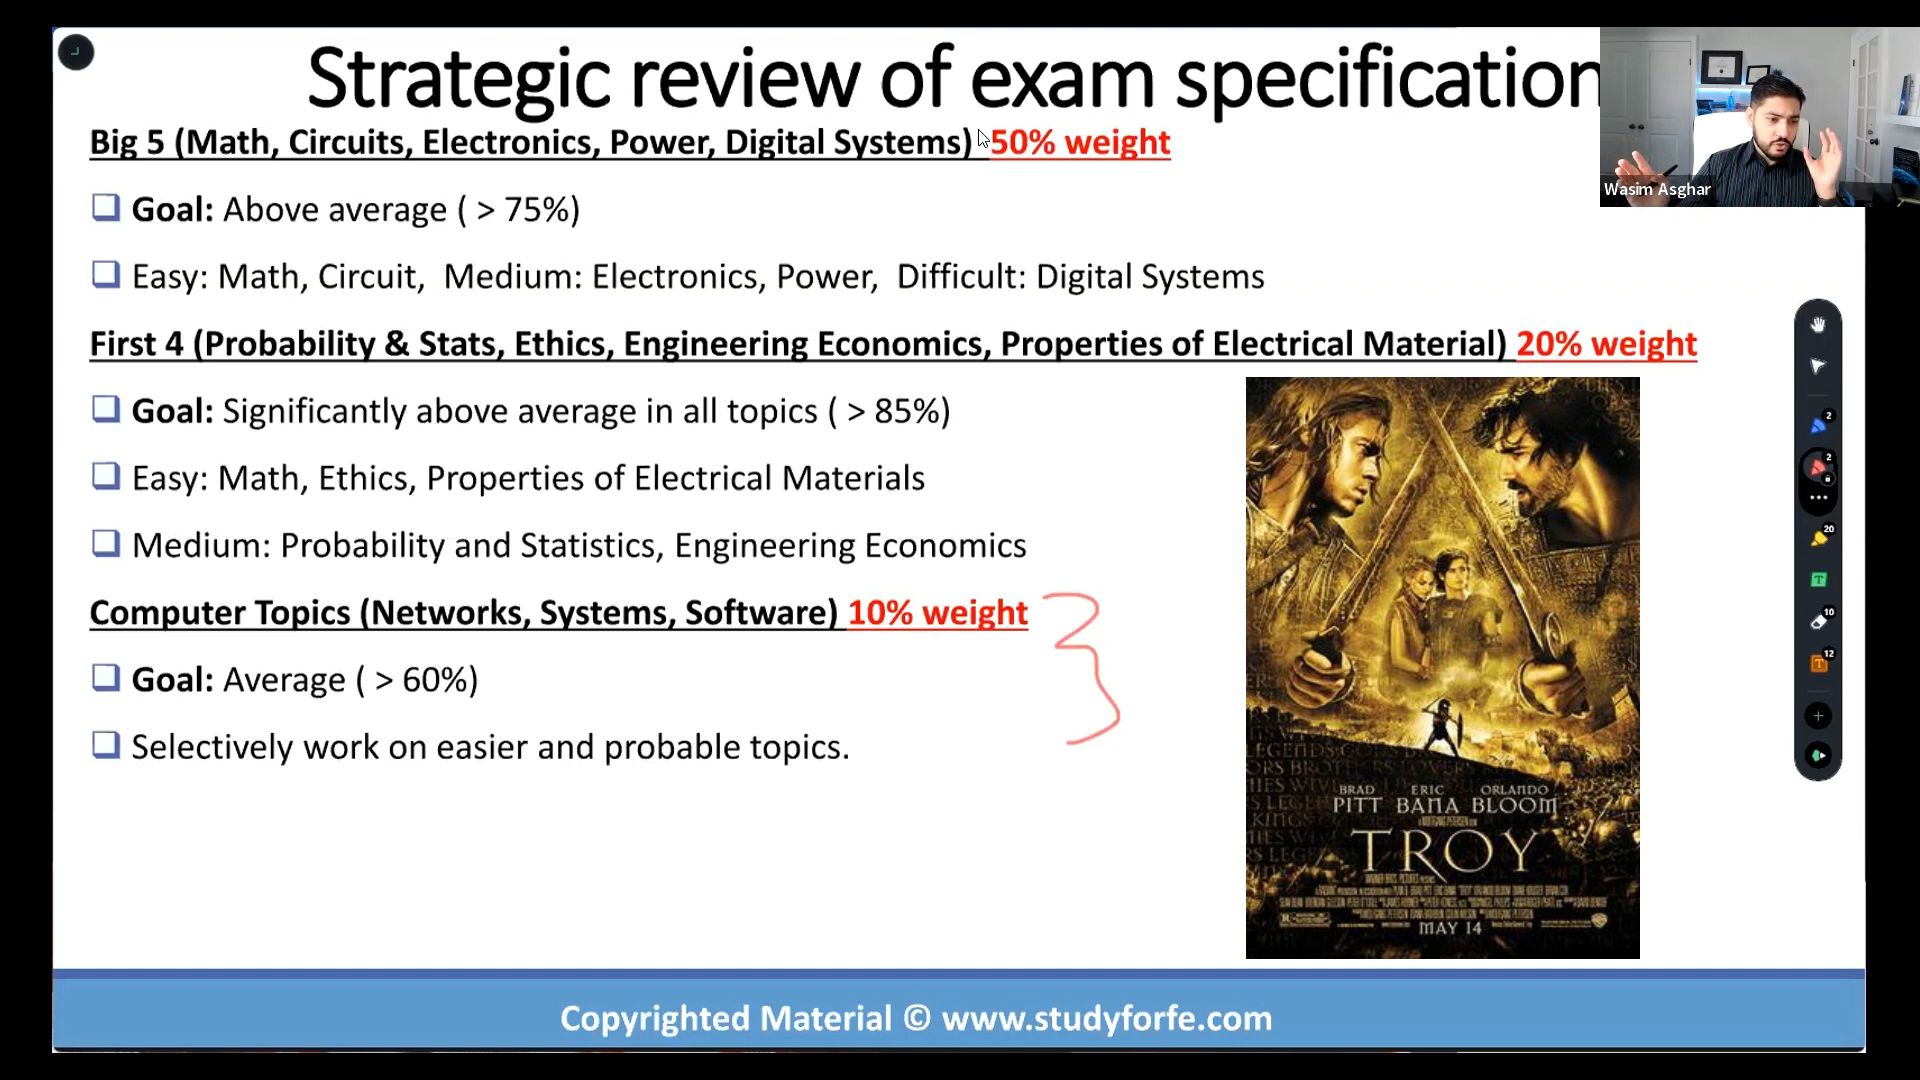 Strategic review of exam specification
Wasim Asghar
Big 5 (Math, Circuits, Electronics, Power, Digital Systems) 50% weight
Goal: Above average ( > 75%)
Easy: Math, Circuit, Medium: Electronics, Power, Difficult: Digital Systems
First 4 (Probability & Stats, Ethics, Engineering Economics, Properties of Electrical Material) 20% weight
Goal: Significantly above average in all topics ( > 85%)
Easy: Math, Ethics, Properties of Electrical Materials
Medium: Probability and Statistics, Engineering Economics
Computer Topics (Networks, Systems, Software) 10% weight
Goal: Average ( > 60%)
Selectively work on easier and probable topics.
BRAD ERIC ORLANDO
PITT BANA BLOOM
TROY
MAY 14
2
2
20
T
10
T 12
Copyrighted Material © www.studyforfe.com